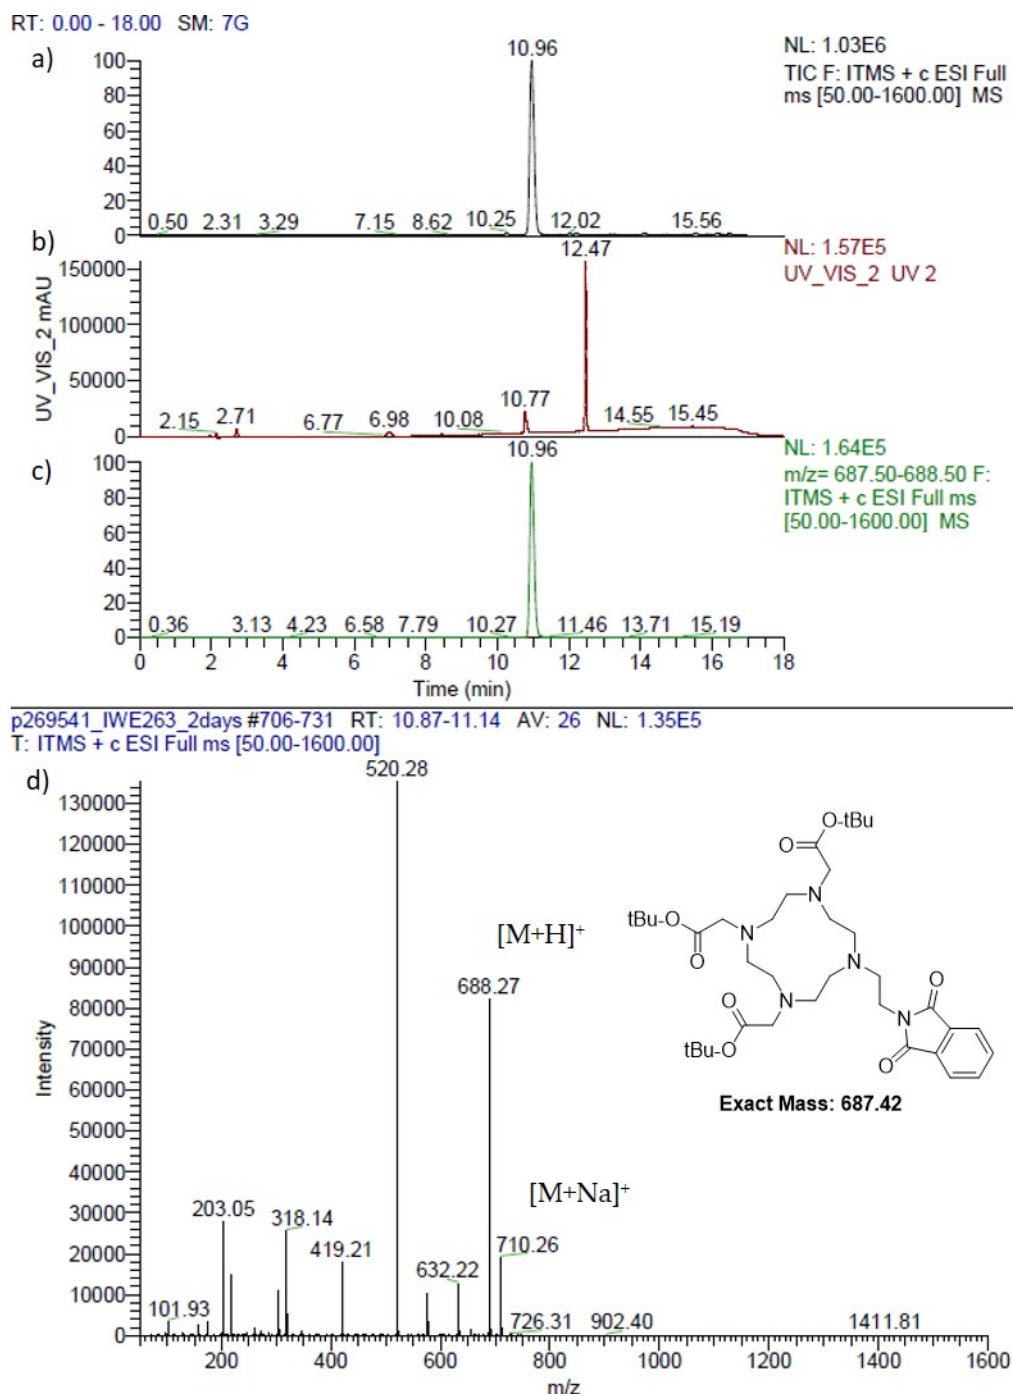 RT: 0.00 - 18.00 SM: 7G
a)
NL: 1.03E6
TIC F: ITMS + c ESI Full
ms [50.00-1600.00] MS
100
80
60
40
20
0
10.96
0.50 2.31 3.29 7.15 8.62 10.25 12.02 15.56
b)
NL: 1.57E5
UV_VIS_2 UV 2
UV_VIS_2 mAU
150000
100000
50000
0
12.47
2.15 2.71 6.77 6.98 10.08 10.77 14.55 15.45
c)
NL: 1.64E5
m/z= 687.50-688.50 F:
ITMS + c ESI Full ms
[50.00-1600.00] MS
100
80
60
40
20
0
10.96
0.36 3.13 4.23 6.58 7.79 10.27 11.46 13.71 15.19
0 2 4 6 8 10 12 14 16 18
Time (min)
p269541_IWE263_2days #706-731 RT: 10.87-11.14 AV: 26 NL: 1.35E5
T: ITMS + c ESI Full ms [50.00-1600.00]
d)
Intensity
130000
120000
110000
100000
90000
80000
70000
60000
50000
40000
30000
20000
10000
0
520.28
[M+H]+
688.27
[M+Na]+
710.26
203.05
318.14
419.21
632.22
101.93
726.31
902.40
1411.81
O-tBu
O
N
tBu-O
O
N
N
O
N
O
O
tBu-O
N
O
Exact Mass: 687.42
200 400 600 800 1000 1200 1400 1600
m/z